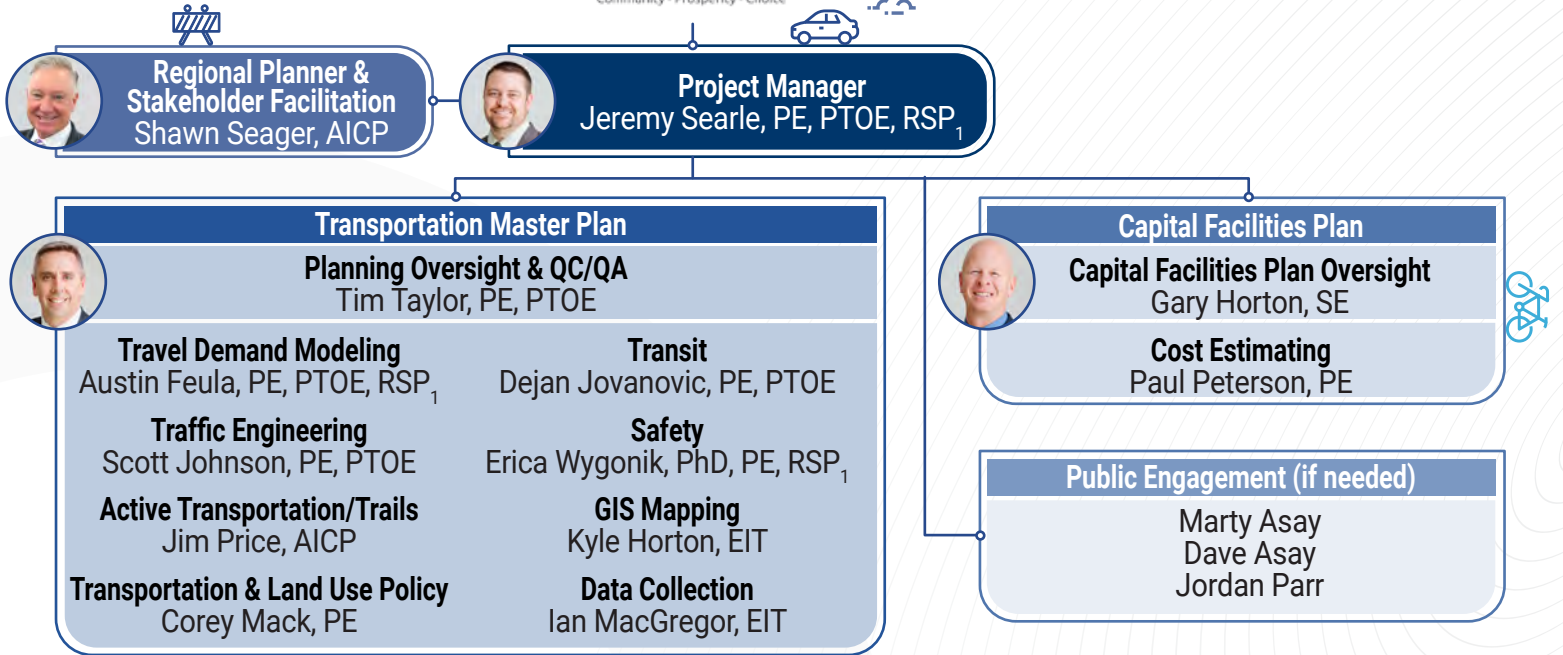 Community · Prosperity · Choice
Regional Planner &
Stakeholder Facilitation
Shawn Seager, AICP
Project Manager
Jeremy Searle, PE, PTOE, RSP₁
Transportation Master Plan
Planning Oversight & QC/QA
Tim Taylor, PE, PTOE
Travel Demand Modeling
Austin Feula, PE, PTOE, RSP₁
Traffic Engineering
Scott Johnson, PE, PTOE
Active Transportation/Trails
Jim Price, AICP
Transportation & Land Use Policy
Corey Mack, PE
Transit
Dejan Jovanovic, PE, PTOE
Safety
Erica Wygonik, PhD, PE, RSP₁
GIS Mapping
Kyle Horton, EIT
Data Collection
Ian MacGregor, EIT
Capital Facilities Plan
Capital Facilities Plan Oversight
Gary Horton, SE
Cost Estimating
Paul Peterson, PE
Public Engagement (if needed)
Marty Asay
Dave Asay
Jordan Parr